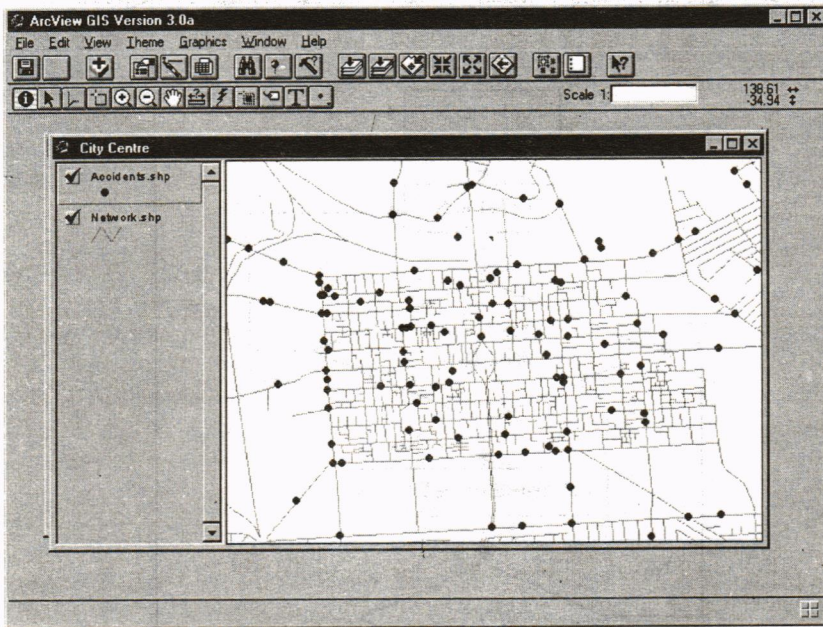 ArcView GIS Version 3.0a
File Edit View Theme Graphics Window Help
Scale 1: 138.61
-34.94
City Centre
Accidents.shp
Network.shp